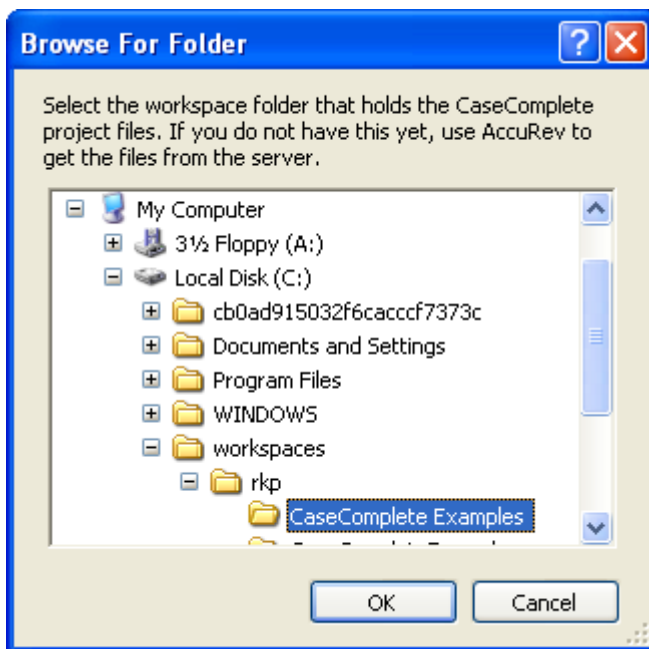 Browse For Folder
Select the workspace folder that holds the CaseComplete
project files. If you do not have this yet, use AccuRev to
get the files from the server.
My Computer
3½ Floppy (A:)
Local Disk (C:)
cb0ad915032f6cacccf7373c
Documents and Settings
Program Files
WINDOWS
workspaces
rkp
CaseComplete Examples
OK Cancel